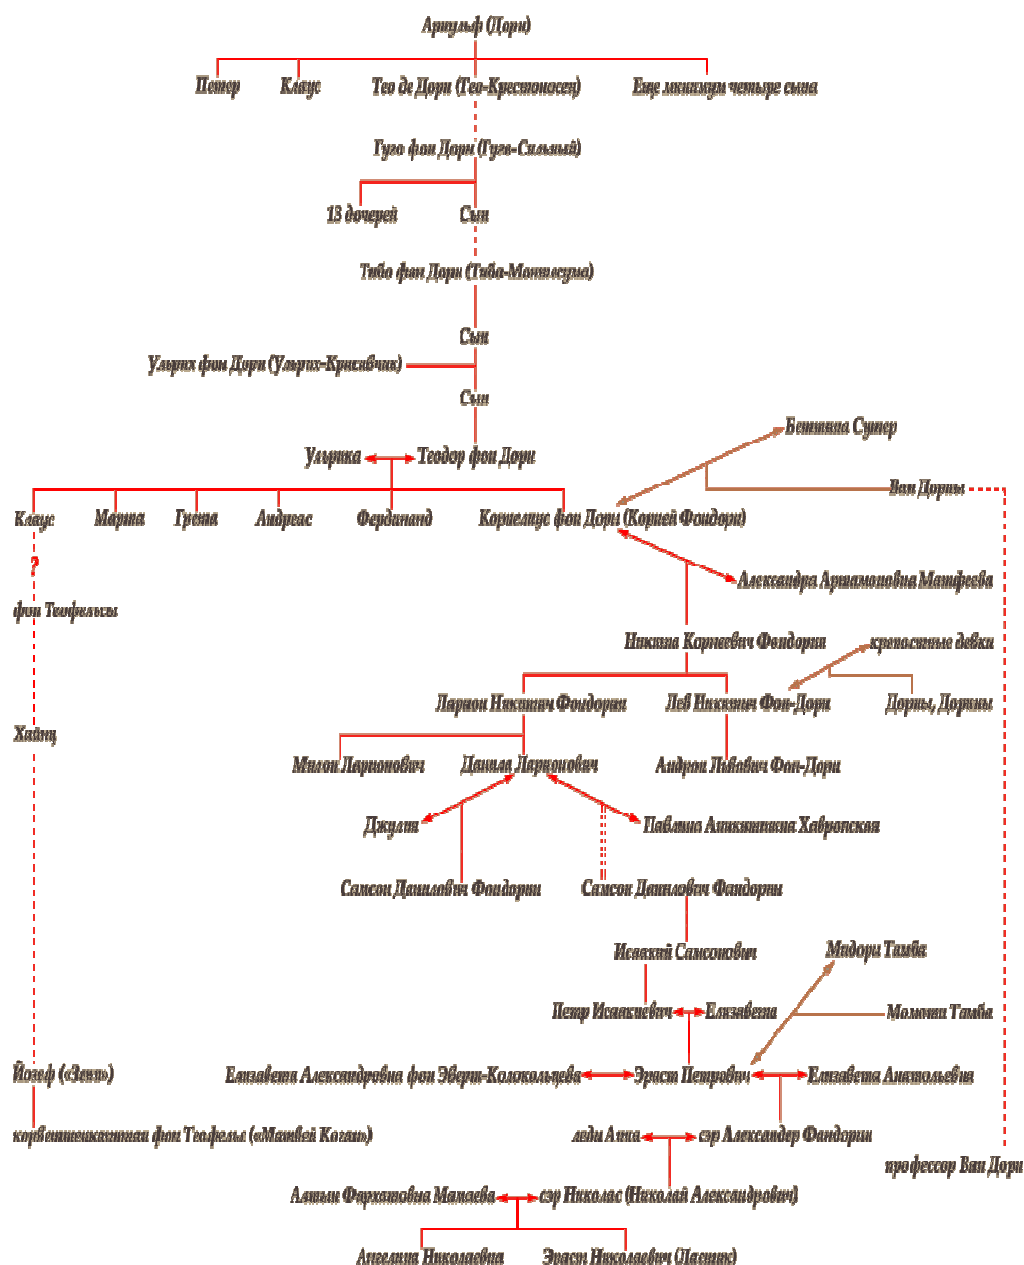 Арнульф (Дорн)
Петер Клаус Тео де Дорн (Тео-Крестоносец) Еще минимум четыре сына
Гуго фон Дорн (Гуго-Сильный)
13 дочерей Сын
Тибо фон Дорн (Тибо-Монтесума)
Сын
Ульрих фон Дорн (Ульрих-Красавчик)
Сын
Беттина Сутер
Ульрика Теодор фон Дорн
Ван Дорны
Клаус Марта Грета Андреас Фердинанд Корнелиус фон Дорн (Корней Фондорн)
?
Александра Артамоновна Матфеева
фон Теофельсы
Никита Корнеевич Фондорин крепостные девки
Ларион Никитич Фондорин Лев Никитич Фон-Дорн Дорны, Дорины
Хайнц
Милон Ларионович Данила Ларионович Андрон Львович Фон-Дорн
Джулия Павлина Аникитишна Хавронская
Самсон Данилович Фондорин Самсон Данилович Фандорин
Исаакий Самсонович Мидори Тамба
Петр Исаакиевич Елизавета Момоти Тамба
Йозеф («Зепп») Елизавета Александровна фон Эверт-Колокольцева Эраст Петрович Елизавета Анатольевна
корветтенкапитан фон Теофельс («Матвей Коган») леди Анна сэр Александер Фандорин
профессор Ван Дорн
Алтын Фархатовна Мамаева сэр Николас (Николай Александрович)
Ангелина Николаевна Эраст Николаевич (Ластик)